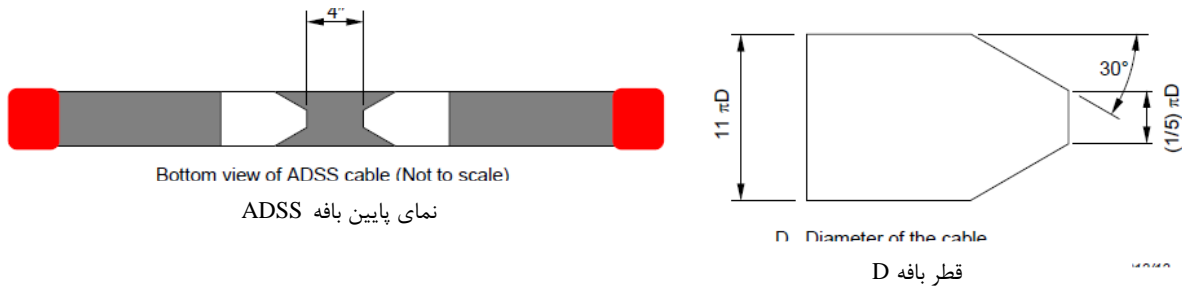 4"
Bottom view of ADSS cable (Not to scale)
نمای پایین بافه ADSS
11 πD
30°
(1/5) πD
D Diameter of the cable
قطر بافه D